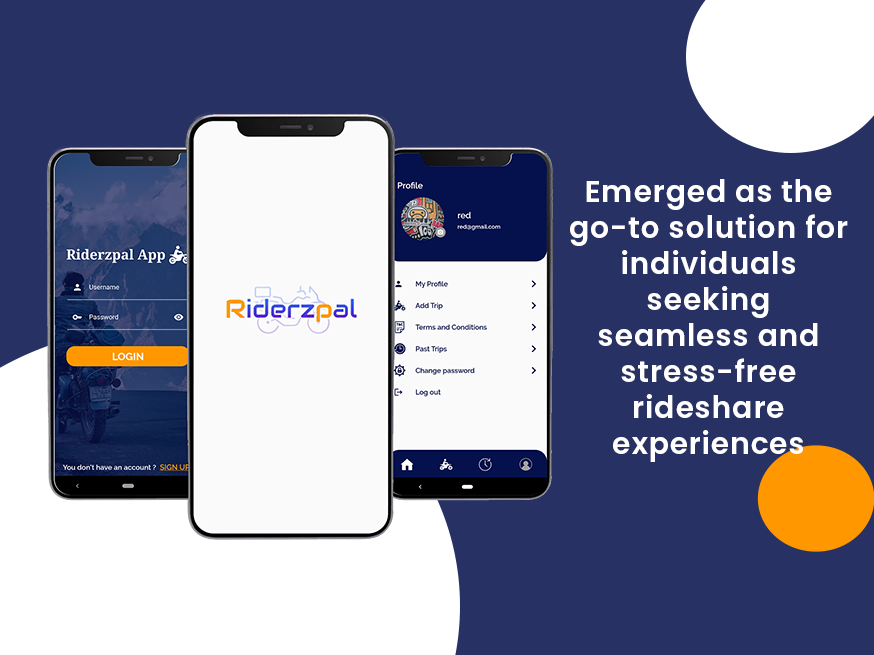 Riderzpal App
Username
Password
LOGIN
You don't have an account ? SIGN UP
Riderzpal
Profile
red
red@gmail.com
My Profile
Add Trip
Terms and Conditions
Past Trips
Change password
Log out
Emerged as the
go-to solution for
individuals
seeking
seamless and
stress-free
rideshare
experiences